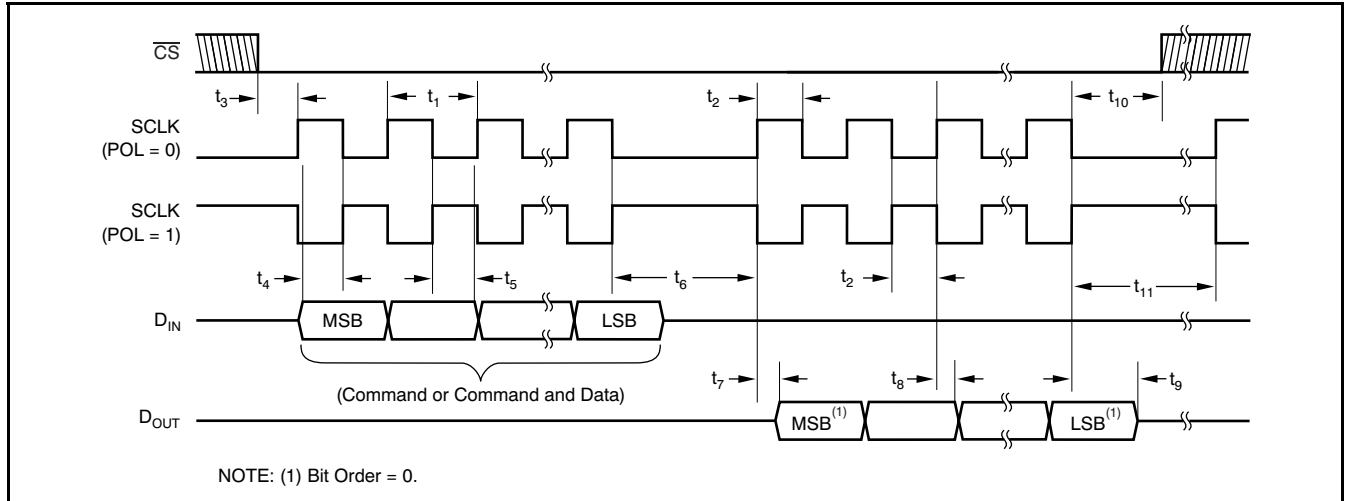 CS
t3
t1
t2
t10
SCLK
(POL = 0)
SCLK
(POL = 1)
t4
t5
t6
t2
t11
DIN
MSB
LSB
(Command or Command and Data)
t7
t8
t9
DOUT
MSB(1)
LSB(1)
NOTE: (1) Bit Order = 0.